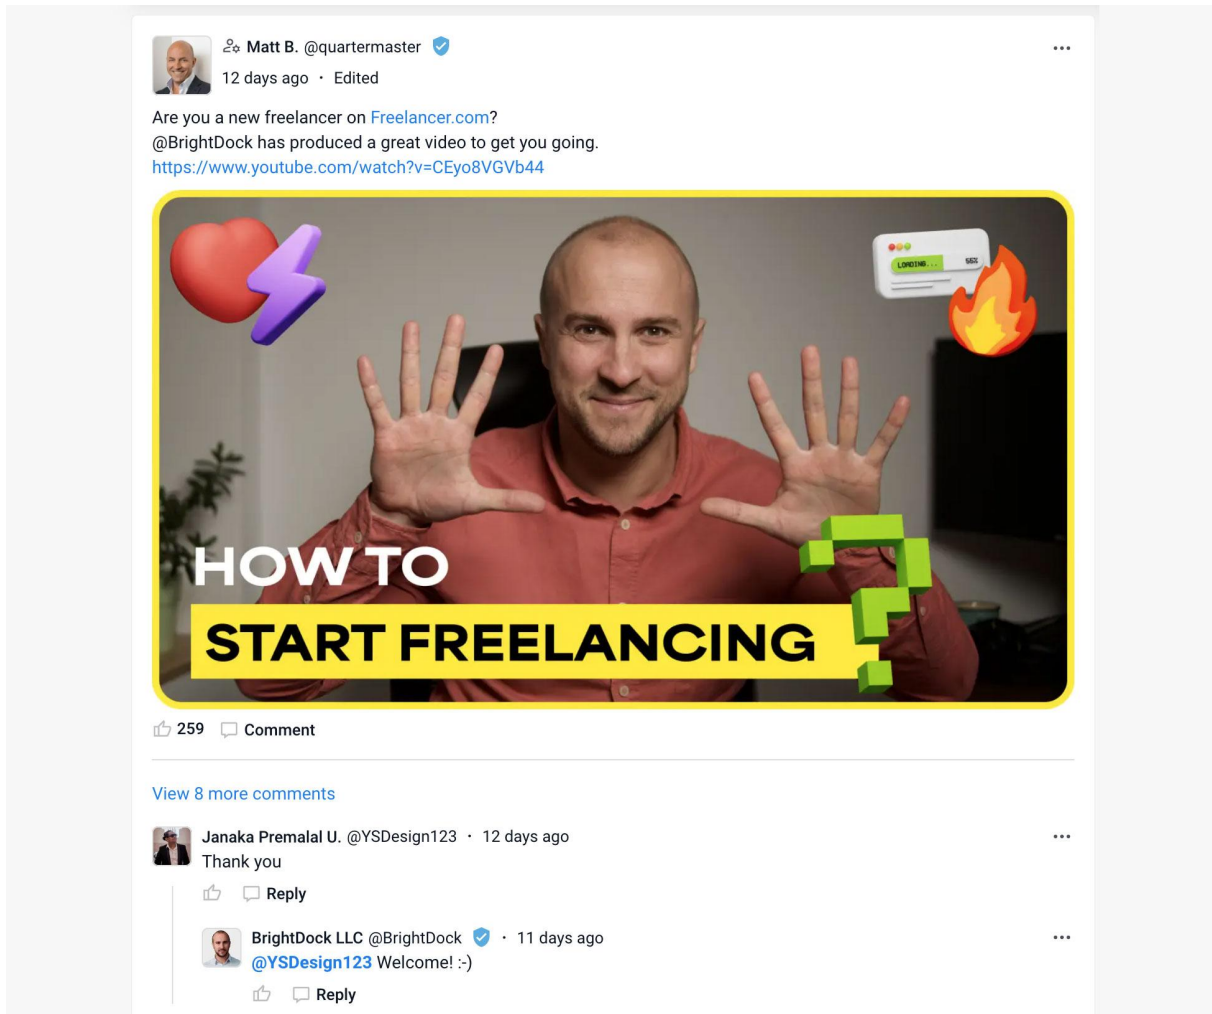 Matt B. @quartermaster
12 days ago · Edited
Are you a new freelancer on Freelancer.com?
@BrightDock has produced a great video to get you going.
https://www.youtube.com/watch?v=CEyo8VGVb44
LOADING... 55%
HOW TO
START FREELANCING
?
259 Comment
View 8 more comments
Janaka Premalal U. @YSDesign123 · 12 days ago
Thank you
Reply
BrightDock LLC @BrightDock · 11 days ago
@YSDesign123 Welcome! :-)
Reply